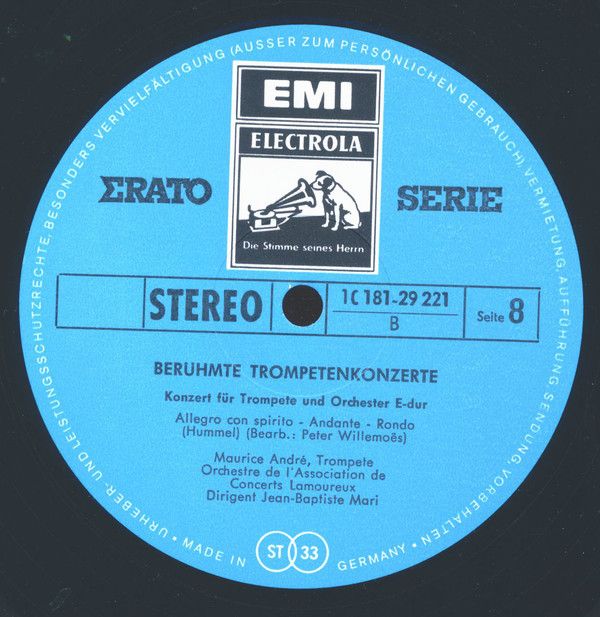 URHEBER- UND LEISTUNGSSCHUTZRECHTE, BESONDERS VERVIELFÄLTIGUNG (AUSSER ZUM PERSÖNLICHEN GEBRAUCH), VERMIETUNG, AUFFÜHRUNG, SENDUNG VORBEHALTEN • MADE IN GERMANY •
EMI
ELECTROLA
Die Stimme seines Herrn
ERATO SERIE
STEREO
1C 181-29 221
B
Seite 8
BERUHMTE TROMPETENKONZERTE
Konzert für Trompete und Orchester E-dur
Allegro con spirito - Andante - Rondo
(Hummel) (Bearb.: Peter Willemoës)
Maurice André, Trompete
Orchestre de l'Association de
Concerts Lamoureux
Dirigent Jean-Baptiste Mari
ST 33